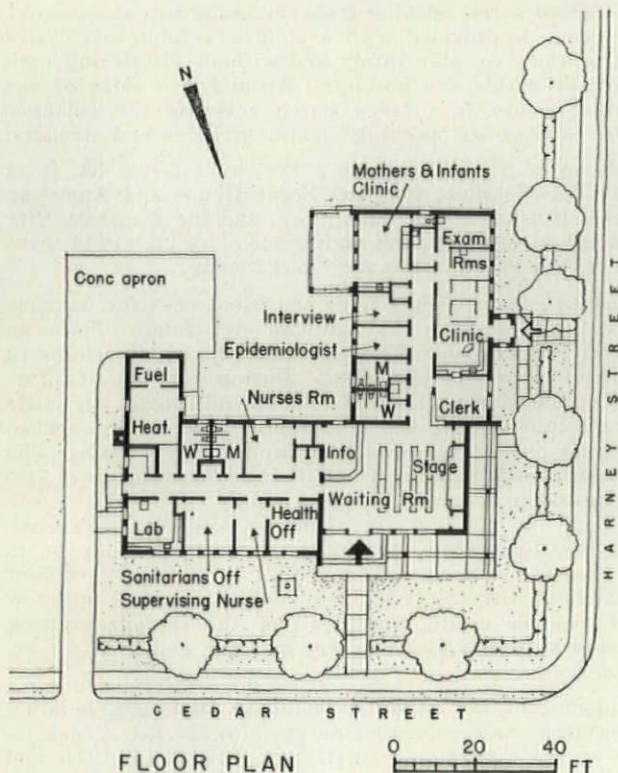 N
Mothers & Infants
Clinic
Conc apron
Exam
Rms
Interview
Epidemiologist
Clinic
Fuel
M
Nurses Rm
W
Clerk
Heat.
W
M
Info
Stage
Waiting Rm
Lab
Health
Off
Sanitarians Off
Supervising Nurse
HARNEY STREET
CEDAR STREET
FLOOR PLAN
0 20 40
FT